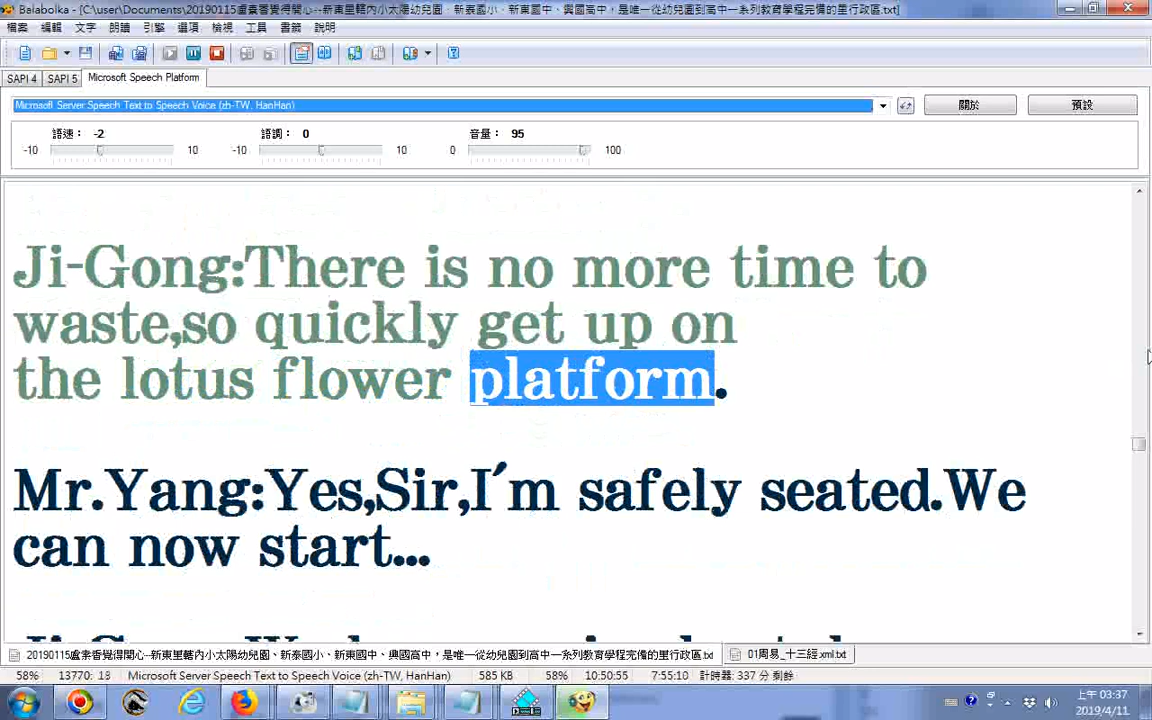 Balabolka - [C:\user\Documents\20190115盧素香覺得開心--新東里轄內小太陽幼兒園、新泰國小、新東國中、興國高中，是唯一從幼兒園到高中一系列教育學程完備的里行政區.txt]
檔案 編輯 文字 朗讀 引擎 選項 檢視 工具 書籤 說明
SAPI 4 SAPI 5 Microsoft Speech Platform
Microsoft Server Speech Text to Speech Voice (zh-TW, HanHan) 關於 預設
語速： -2 語調： 0 音量： 95
-10 10 -10 10 0 100
Ji-Gong:There is no more time to
waste,so quickly get up on
the lotus flower platform.
Mr.Yang:Yes,Sir,I'm safely seated.We
can now start...
20190115盧素香覺得開心--新東里轄內小太陽幼兒園、新泰國小、新東國中、興國高中，是唯一從幼兒園到高中一系列教育學程完備的里行政區.txt 01周易_十三經.xml.txt
58% 13770: 13 Microsoft Server Speech Text to Speech Voice (zh-TW, HanHan) 585 KB 58% 10:50:55 7:55:10 計時器: 337 分 剩餘
上午 03:37
2019/4/11